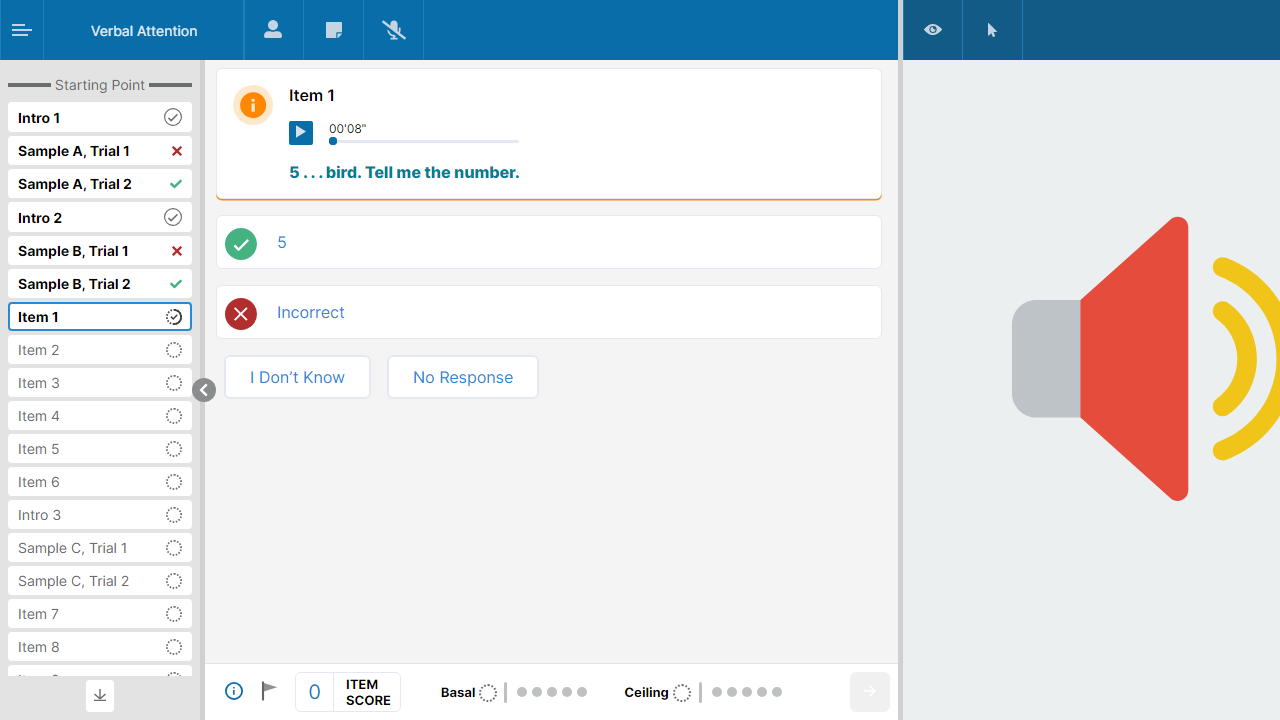 Verbal Attention
Starting Point
Intro 1
Sample A, Trial 1
Sample A, Trial 2
Intro 2
Sample B, Trial 1
Sample B, Trial 2
Item 1
Item 2
Item 3
Item 4
Item 5
Item 6
Intro 3
Sample C, Trial 1
Sample C, Trial 2
Item 7
Item 8
Item 1
00'08"
5 . . . bird. Tell me the number.
5
Incorrect
I Don’t Know
No Response
0
ITEM
SCORE
Basal
Ceiling